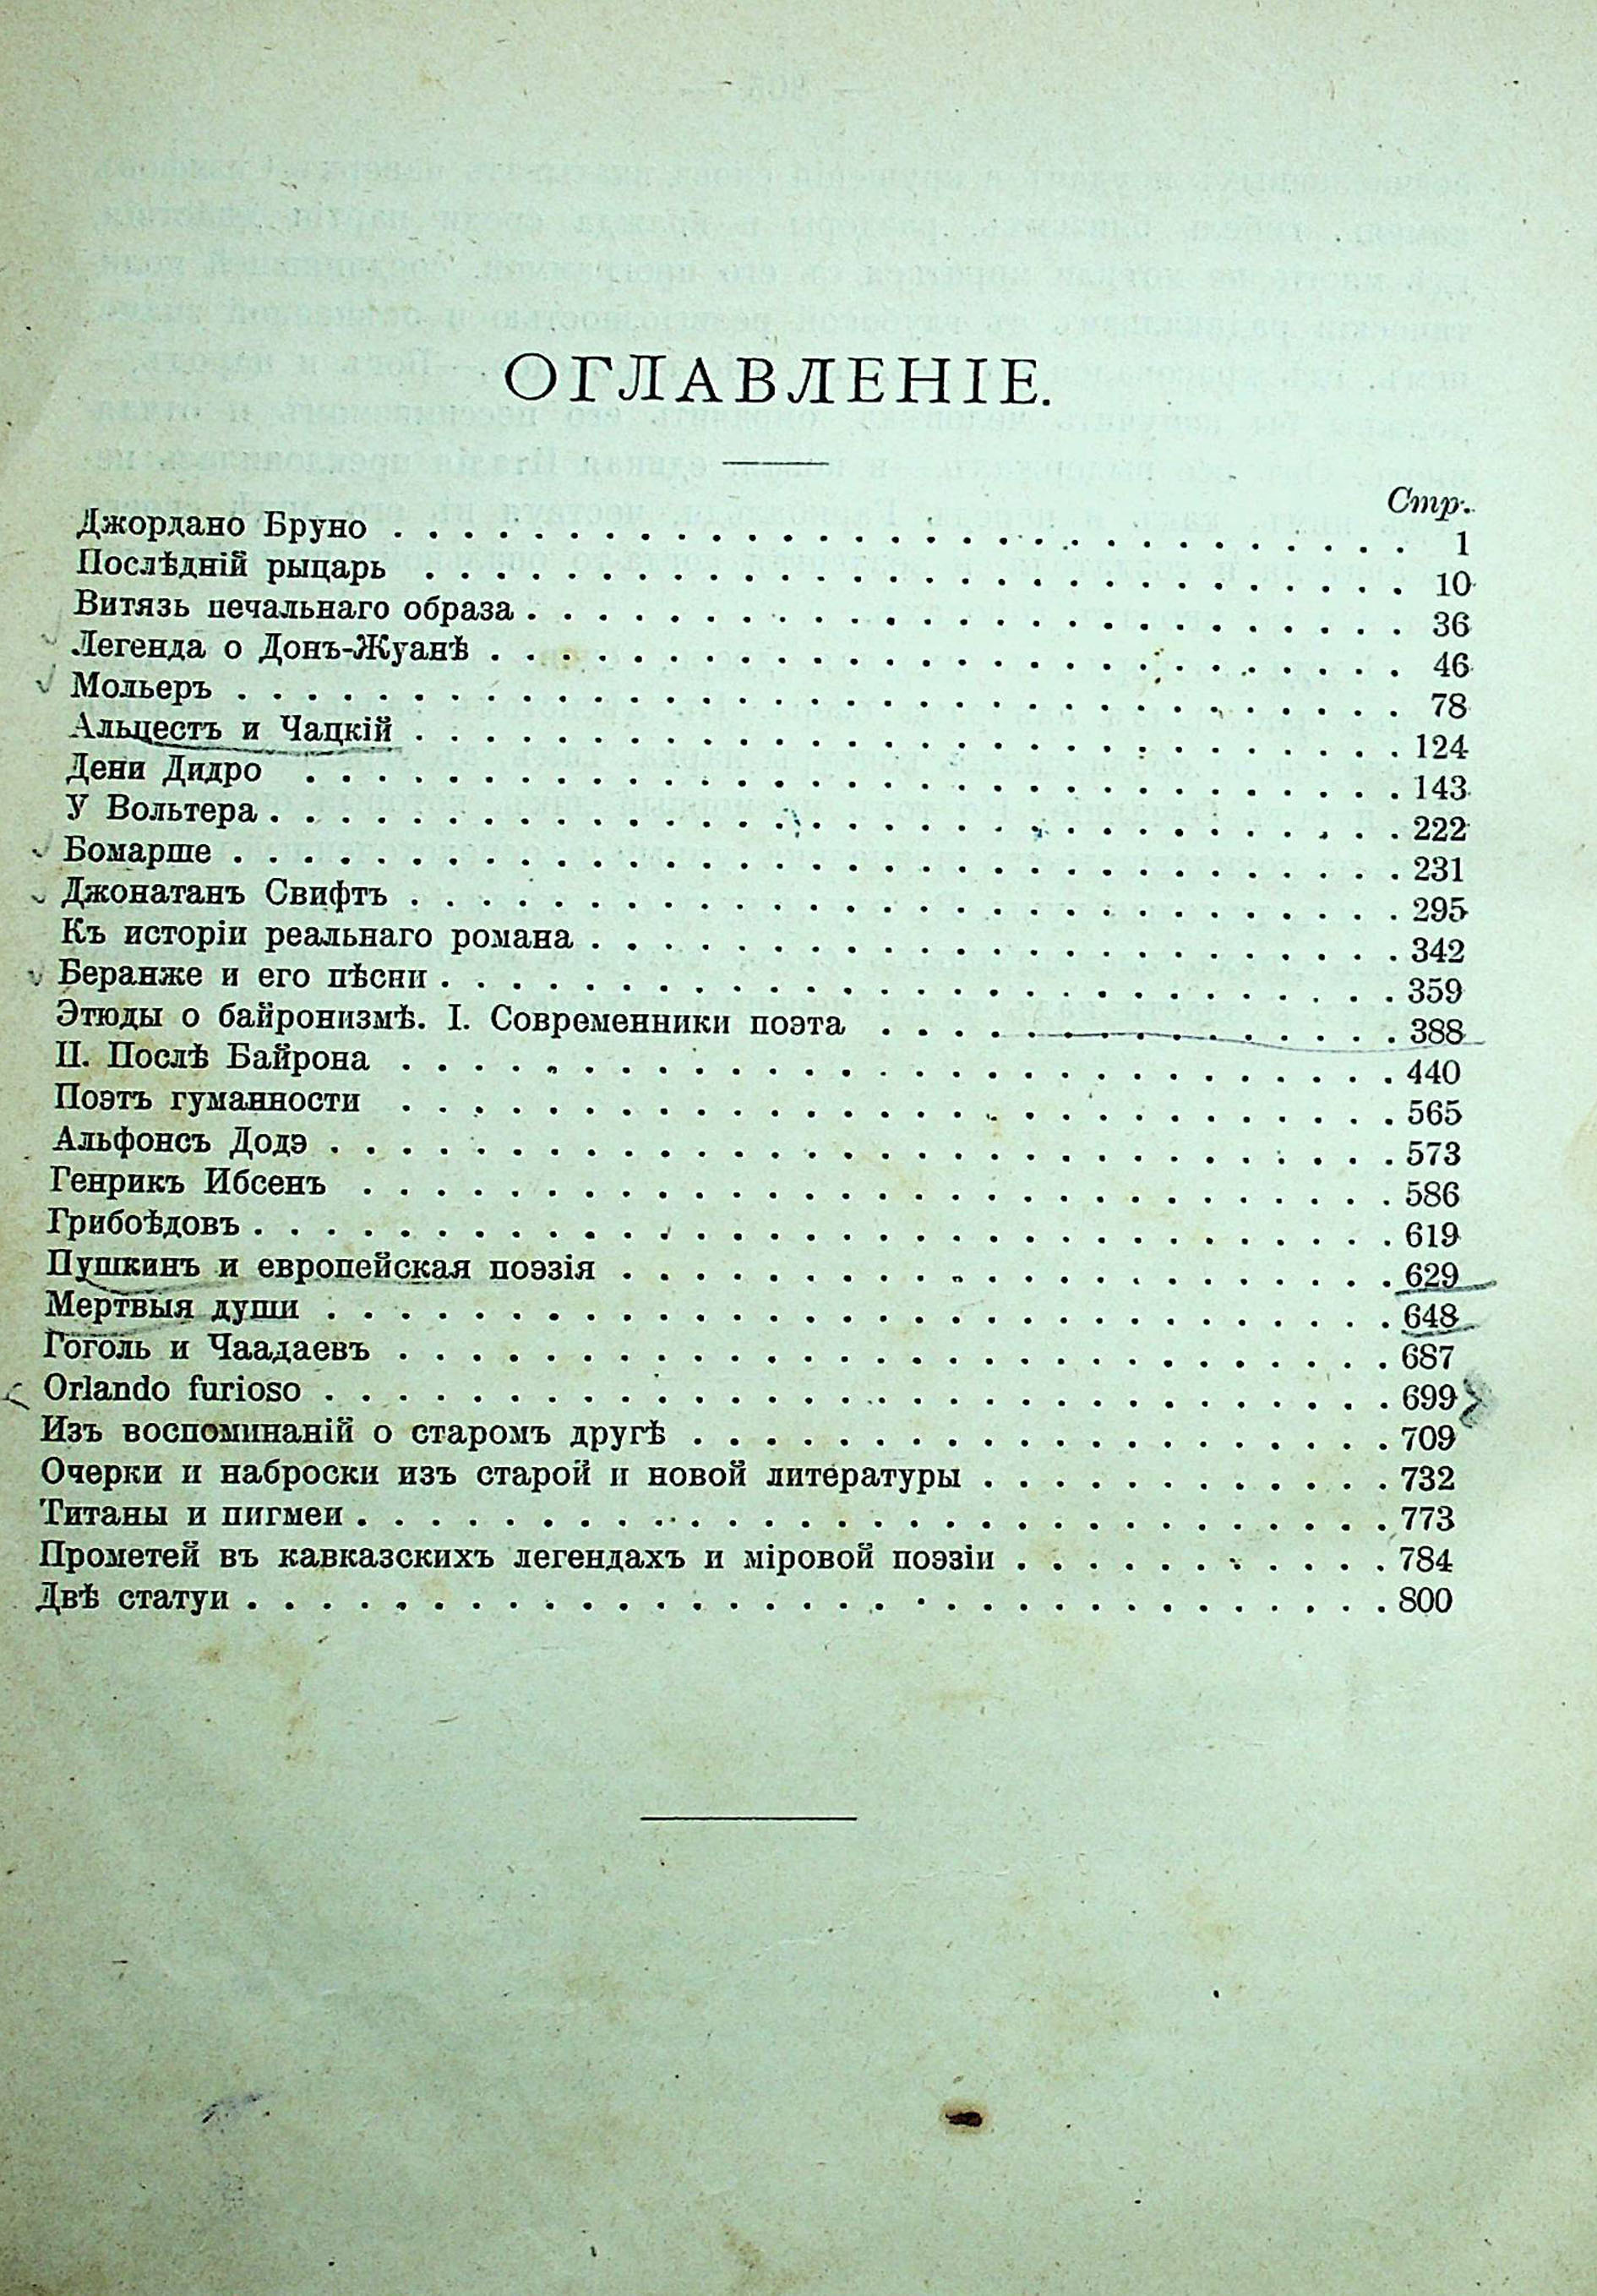 ОГЛАВЛЕНІЕ.
Стр.
Джордано Бруно . . . . . . . . . . . . . . . . . . . . . . . . . . . . 1
Послѣдній рыцарь . . . . . . . . . . . . . . . . . . . . . . . . . . . 10
Витязь печальнаго образа . . . . . . . . . . . . . . . . . . . . . . . . 36
Легенда о Донъ-Жуанѣ . . . . . . . . . . . . . . . . . . . . . . . . . 46
Мольеръ . . . . . . . . . . . . . . . . . . . . . . . . . . . . . . . 78
Альцестъ и Чацкій . . . . . . . . . . . . . . . . . . . . . . . . . . . 124
Дени Дидро . . . . . . . . . . . . . . . . . . . . . . . . . . . . . . 143
У Вольтера . . . . . . . . . . . . . . . . . . . . . . . . . . . . . . 222
Бомарше . . . . . . . . . . . . . . . . . . . . . . . . . . . . . . . 231
Джонатанъ Свифтъ . . . . . . . . . . . . . . . . . . . . . . . . . . . 295
Къ исторіи реальнаго романа . . . . . . . . . . . . . . . . . . . . . . 342
Беранже и его пѣсни . . . . . . . . . . . . . . . . . . . . . . . . . . 359
Этюды о байронизмѣ. I. Современники поэта . . . . . . . . . . . . . . . 388
II. Послѣ Байрона . . . . . . . . . . . . . . . . . . . . . . . . . . . 440
Поэтъ гуманности . . . . . . . . . . . . . . . . . . . . . . . . . . . 565
Альфонсъ Додэ . . . . . . . . . . . . . . . . . . . . . . . . . . . . . 573
Генрикъ Ибсенъ . . . . . . . . . . . . . . . . . . . . . . . . . . . . 586
Грибоѣдовъ . . . . . . . . . . . . . . . . . . . . . . . . . . . . . . 619
Пушкинъ и европейская поэзія . . . . . . . . . . . . . . . . . . . . . . 629
Мертвыя души . . . . . . . . . . . . . . . . . . . . . . . . . . . . . 648
Гоголь и Чаадаевъ . . . . . . . . . . . . . . . . . . . . . . . . . . . 687
Orlando furioso . . . . . . . . . . . . . . . . . . . . . . . . . . . . 699
Изъ воспоминаній о старомъ другѣ . . . . . . . . . . . . . . . . . . . . 709
Очерки и наброски изъ старой и новой литературы . . . . . . . . . . . . 732
Титаны и пигмеи . . . . . . . . . . . . . . . . . . . . . . . . . . . . 773
Прометей въ кавказскихъ легендахъ и міровой поэзіи . . . . . . . . . . . 784
Двѣ статуи . . . . . . . . . . . . . . . . . . . . . . . . . . . . . . 800